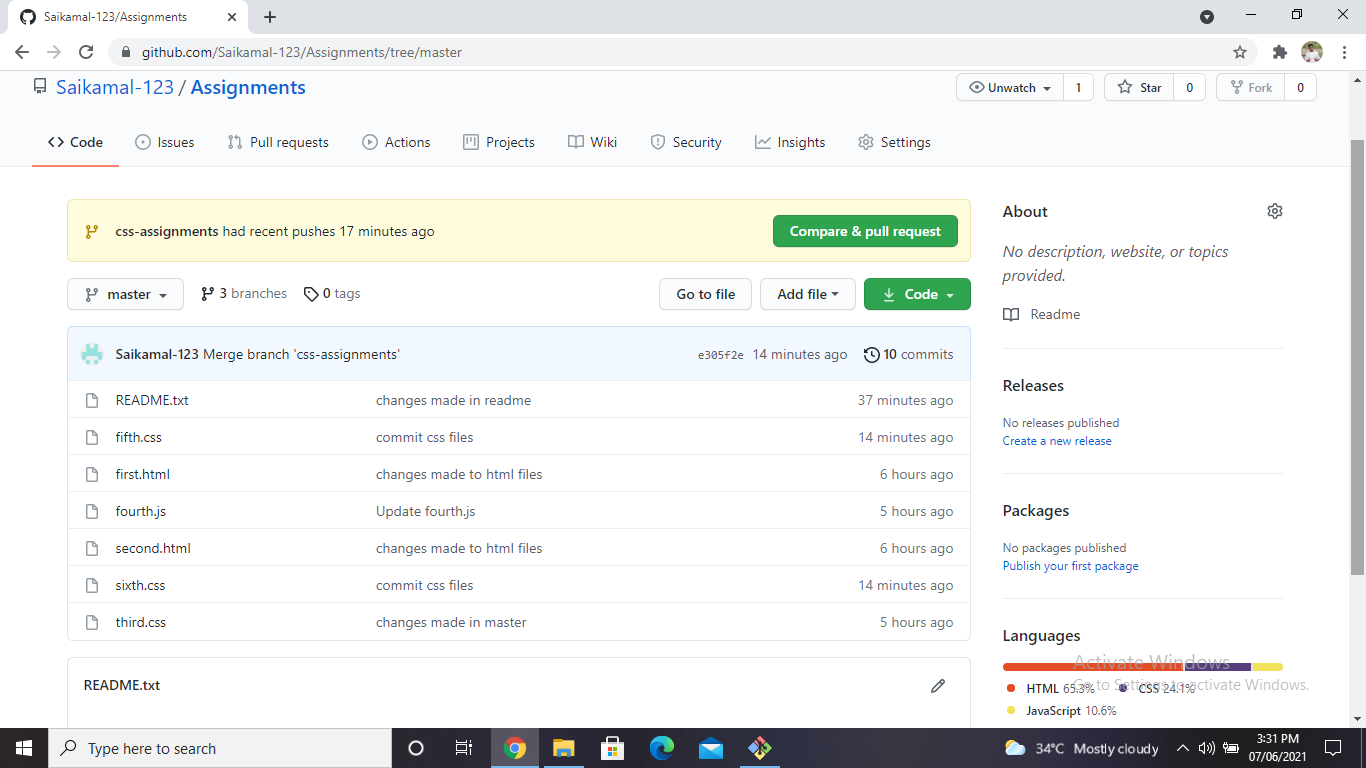 Saikamal-123/Assignments
github.com/Saikamal-123/Assignments/tree/master
Saikamal-123 / Assignments
Unwatch 1 Star 0 Fork 0
Code Issues Pull requests Actions Projects Wiki Security Insights Settings
css-assignments had recent pushes 17 minutes ago Compare & pull request
master 3 branches 0 tags Go to file Add file Code
Saikamal-123 Merge branch 'css-assignments' e305f2e 14 minutes ago 10 commits
README.txt changes made in readme 37 minutes ago
fifth.css commit css files 14 minutes ago
first.html changes made to html files 6 hours ago
fourth.js Update fourth.js 5 hours ago
second.html changes made to html files 6 hours ago
sixth.css commit css files 14 minutes ago
third.css changes made in master 5 hours ago
README.txt
About
No description, website, or topics
provided.
Readme
Releases
No releases published
Create a new release
Packages
No packages published
Publish your first package
Languages
Activate Windows
Go to Settings to activate Windows.
HTML 65.3% CSS 24.1%
JavaScript 10.6%
Type here to search
34°C Mostly cloudy
3:31 PM
07/06/2021